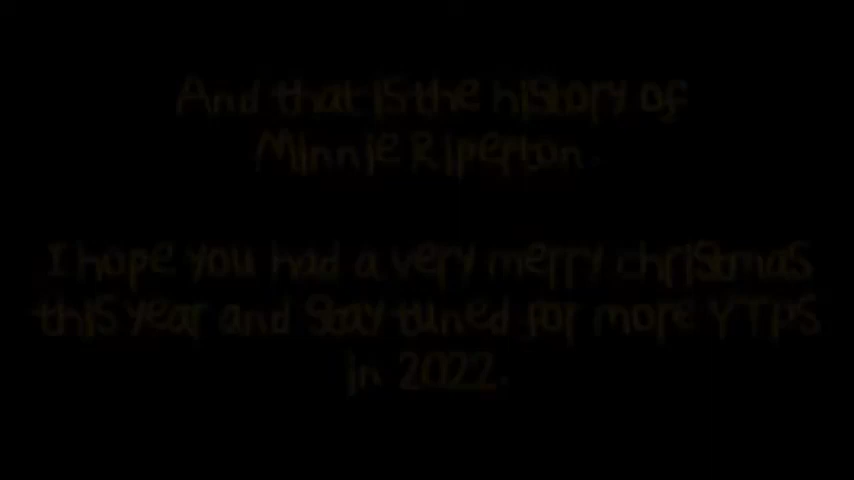 And that is the history of
Minnie Riperton.
I hope you had a very merry christmas
this year and stay tuned for more YTPS
in 2022.